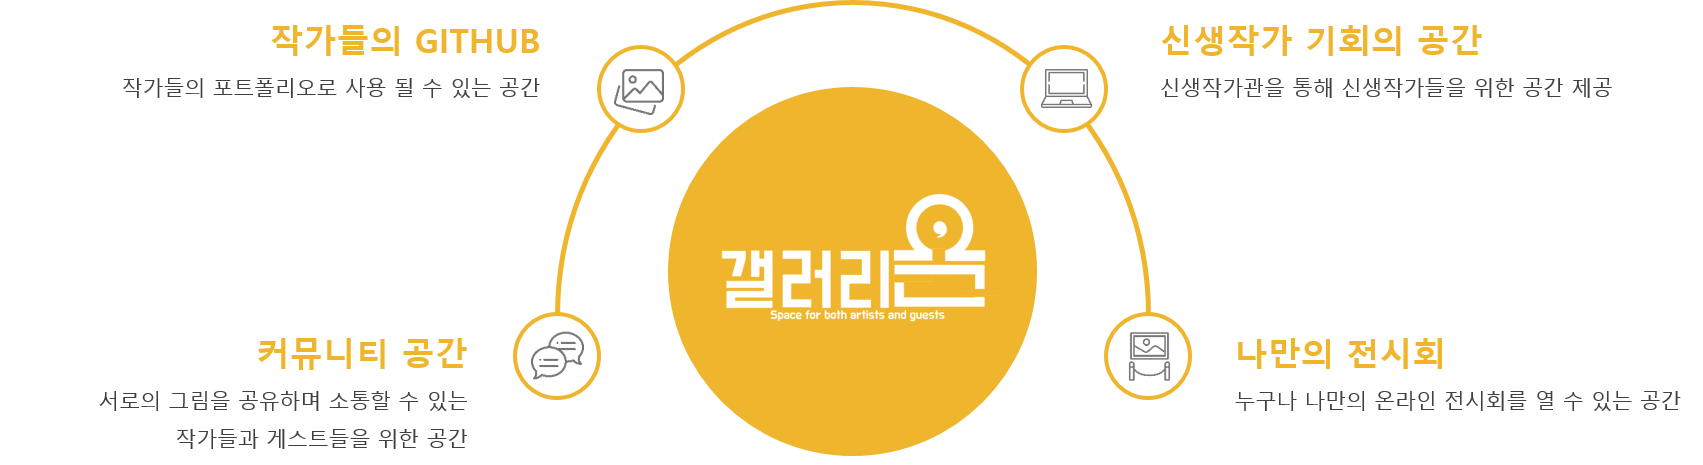 작가들의 GITHUB
작가들의 포트폴리오로 사용 될 수 있는 공간
신생작가 기회의 공간
신생작가관을 통해 신생작가들을 위한 공간 제공
갤러리옥
Space for both artists and guests
커뮤니티 공간
서로의 그림을 공유하며 소통할 수 있는
작가들과 게스트들을 위한 공간
나만의 전시회
누구나 나만의 온라인 전시회를 열 수 있는 공간